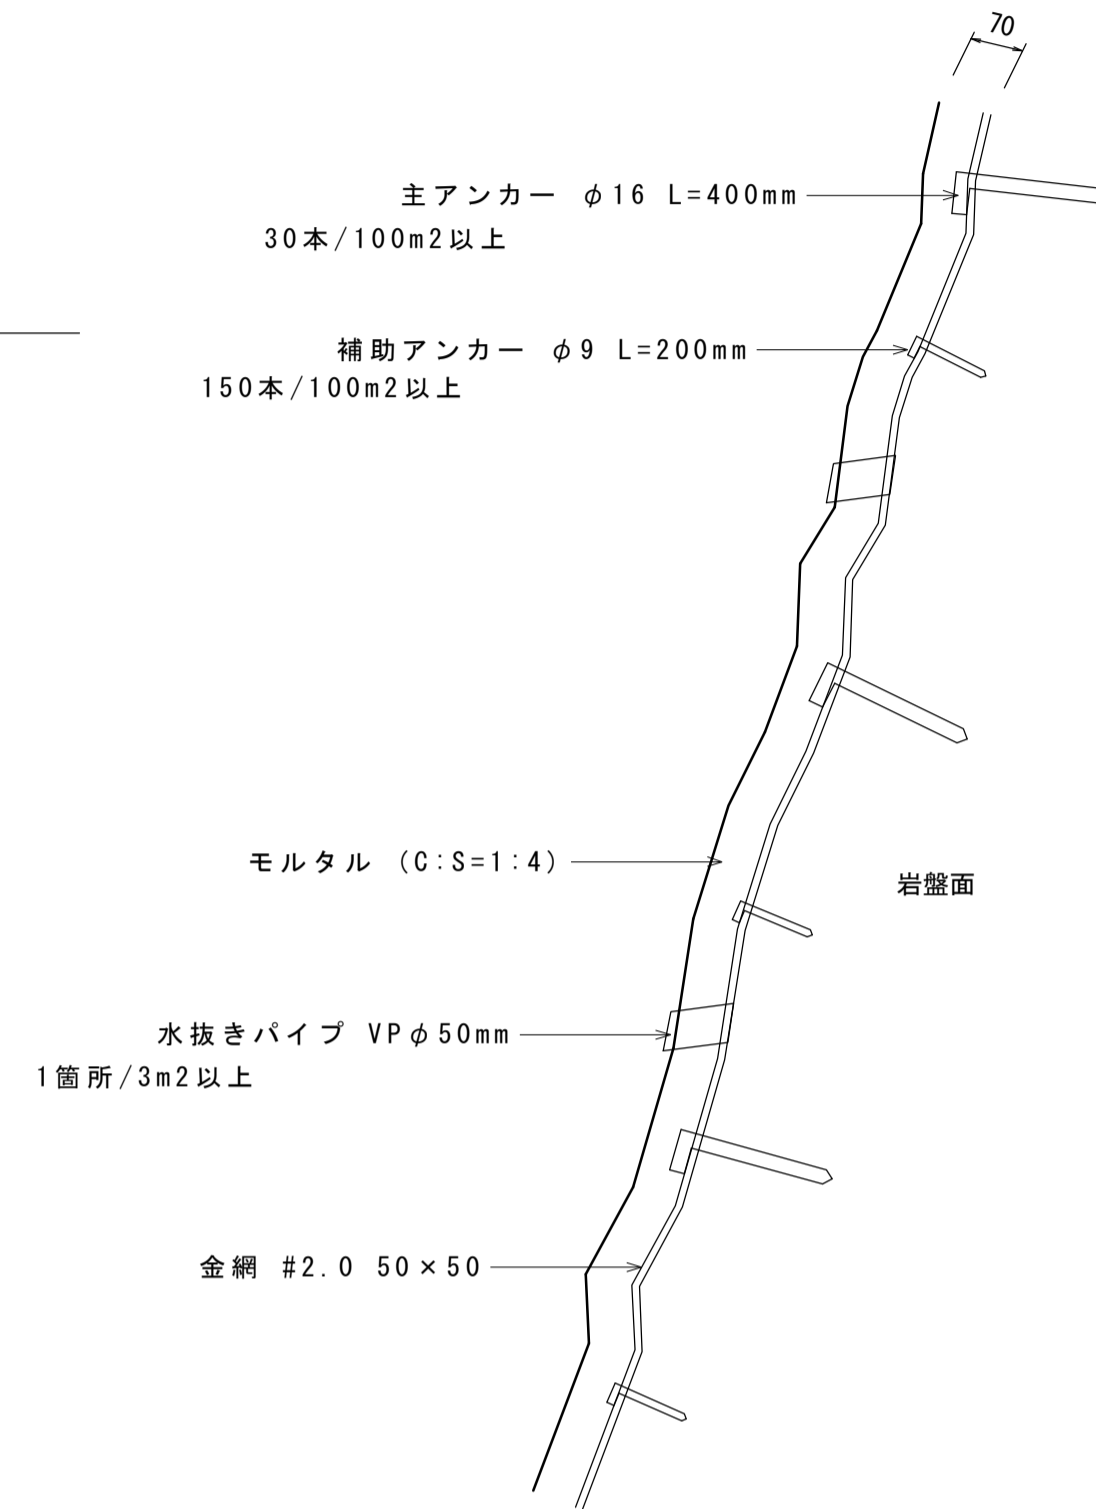 70
主アンカー φ16 L=400mm
30本/100m2以上
補助アンカー φ9 L=200mm
150本/100m2以上
モルタル (C:S=1:4)
岩盤面
水抜きパイプ VPφ50mm
1箇所/3m2以上
金網 #2.0 50×50